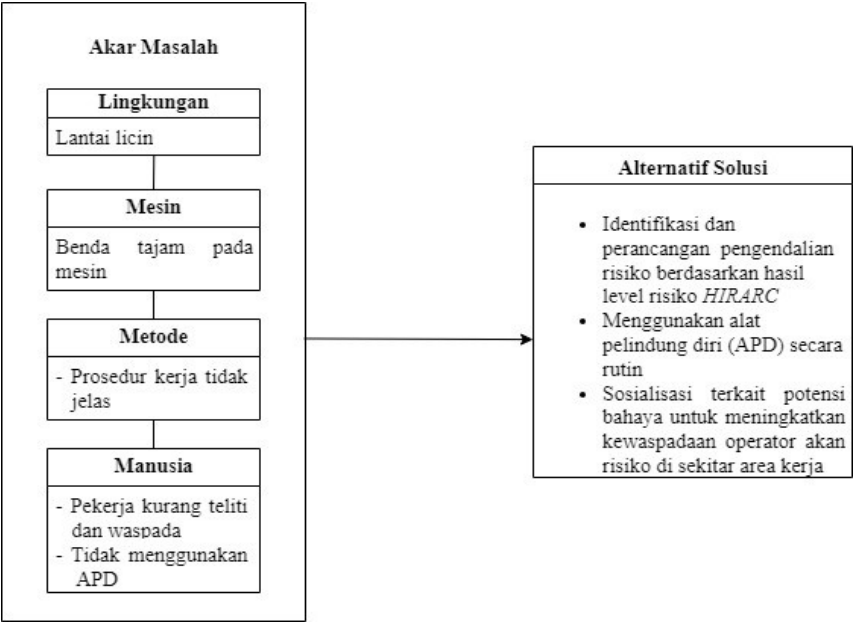 Akar Masalah
Lingkungan
Lantai licin
Mesin
Benda tajam pada
mesin
Metode
- Prosedur kerja tidak
jelas
Manusia
- Pekerja kurang teliti
dan waspada
- Tidak menggunakan
APD
Alternatif Solusi
• Identifikasi dan
perancangan pengendalian
risiko berdasarkan hasil
level risiko HIRARC
• Menggunakan alat
pelindung diri (APD) secara
rutin
• Sosialisasi terkait potensi
bahaya untuk meningkatkan
kewaspadaan operator akan
risiko di sekitar area kerja